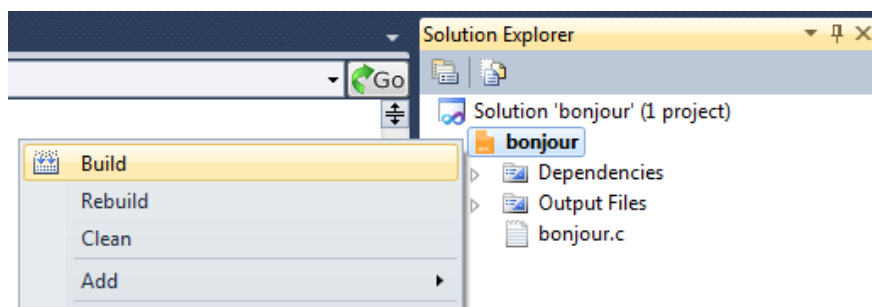 Solution Explorer
Go
Solution 'bonjour' (1 project)
bonjour
Dependencies
Output Files
bonjour.c
Build
Rebuild
Clean
Add